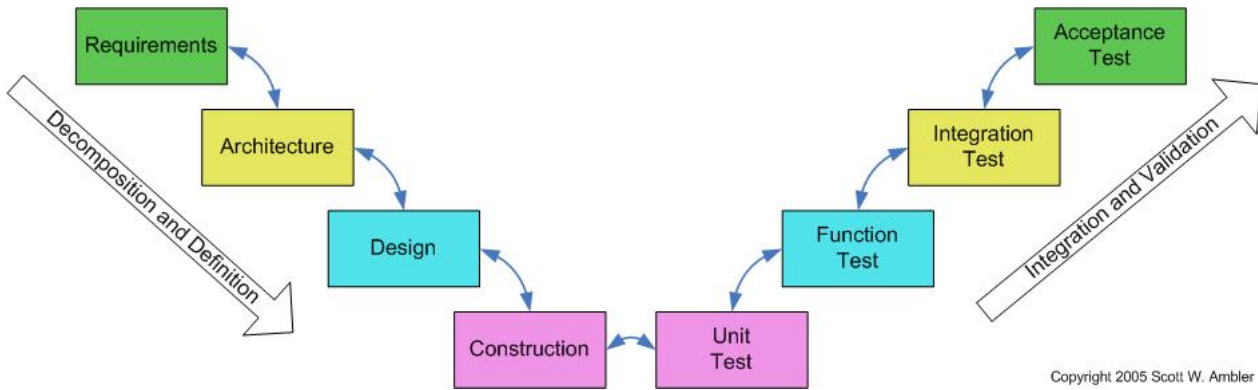 Requirements
Acceptance
Test
Architecture
Integration
Test
Decomposition and Definition
Integration and Validation
Design
Function
Test
Construction
Unit
Test
Copyright 2005 Scott W. Ambler